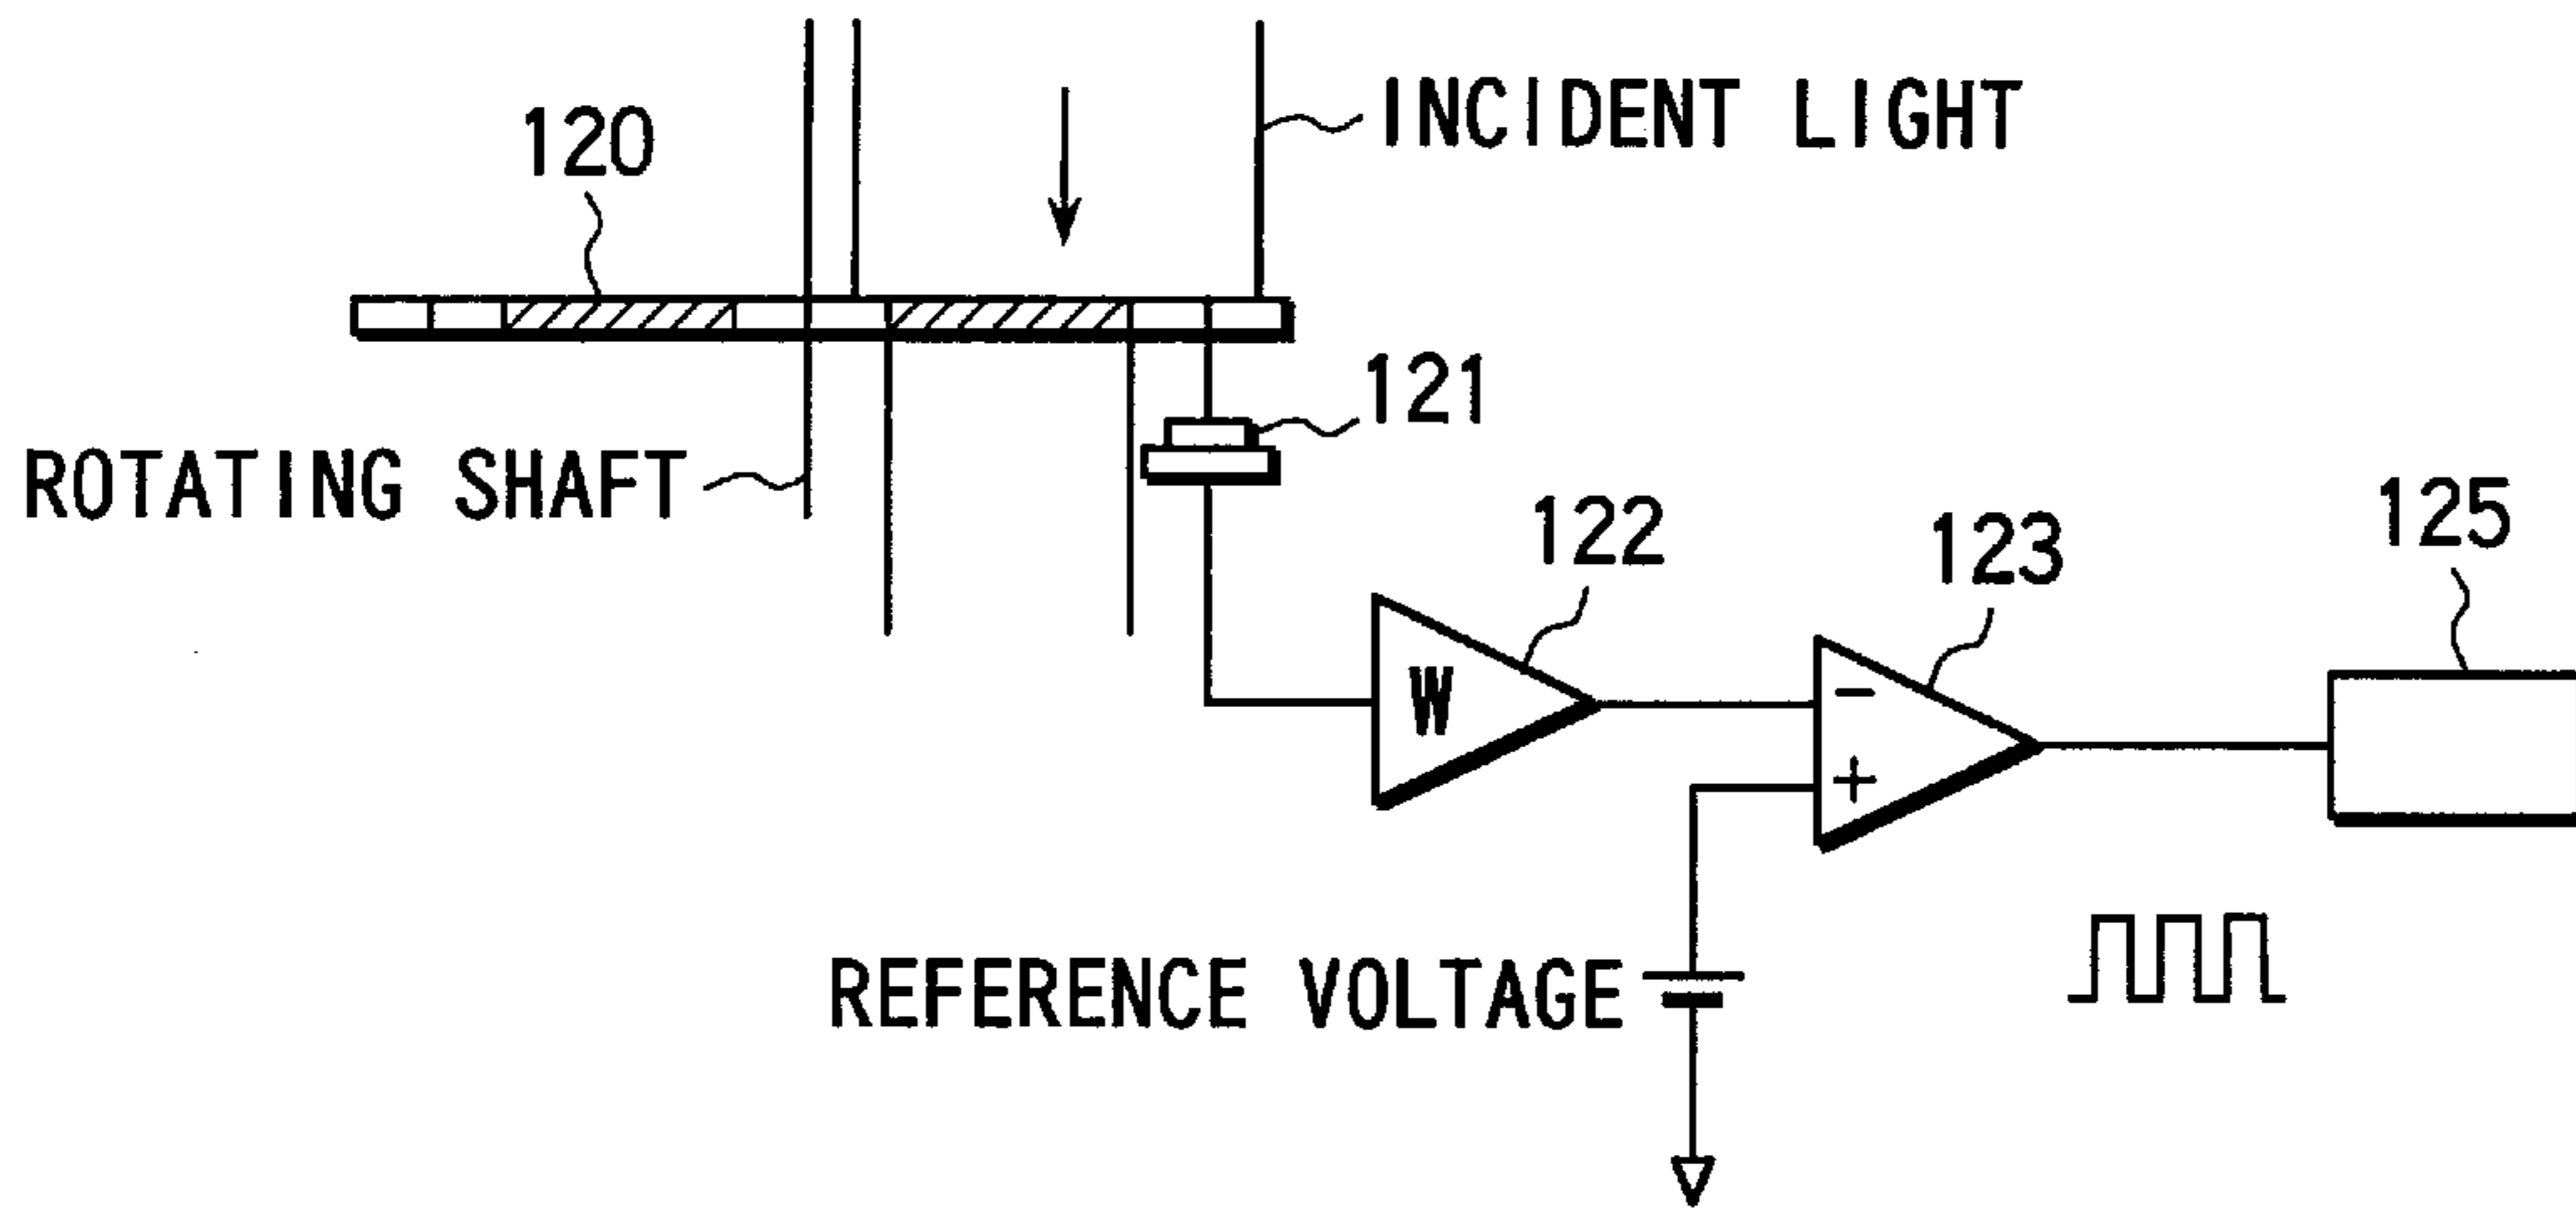 INCIDENT LIGHT
120
121
ROTATING SHAFT
122
123
125
W
−
+
REFERENCE VOLTAGE